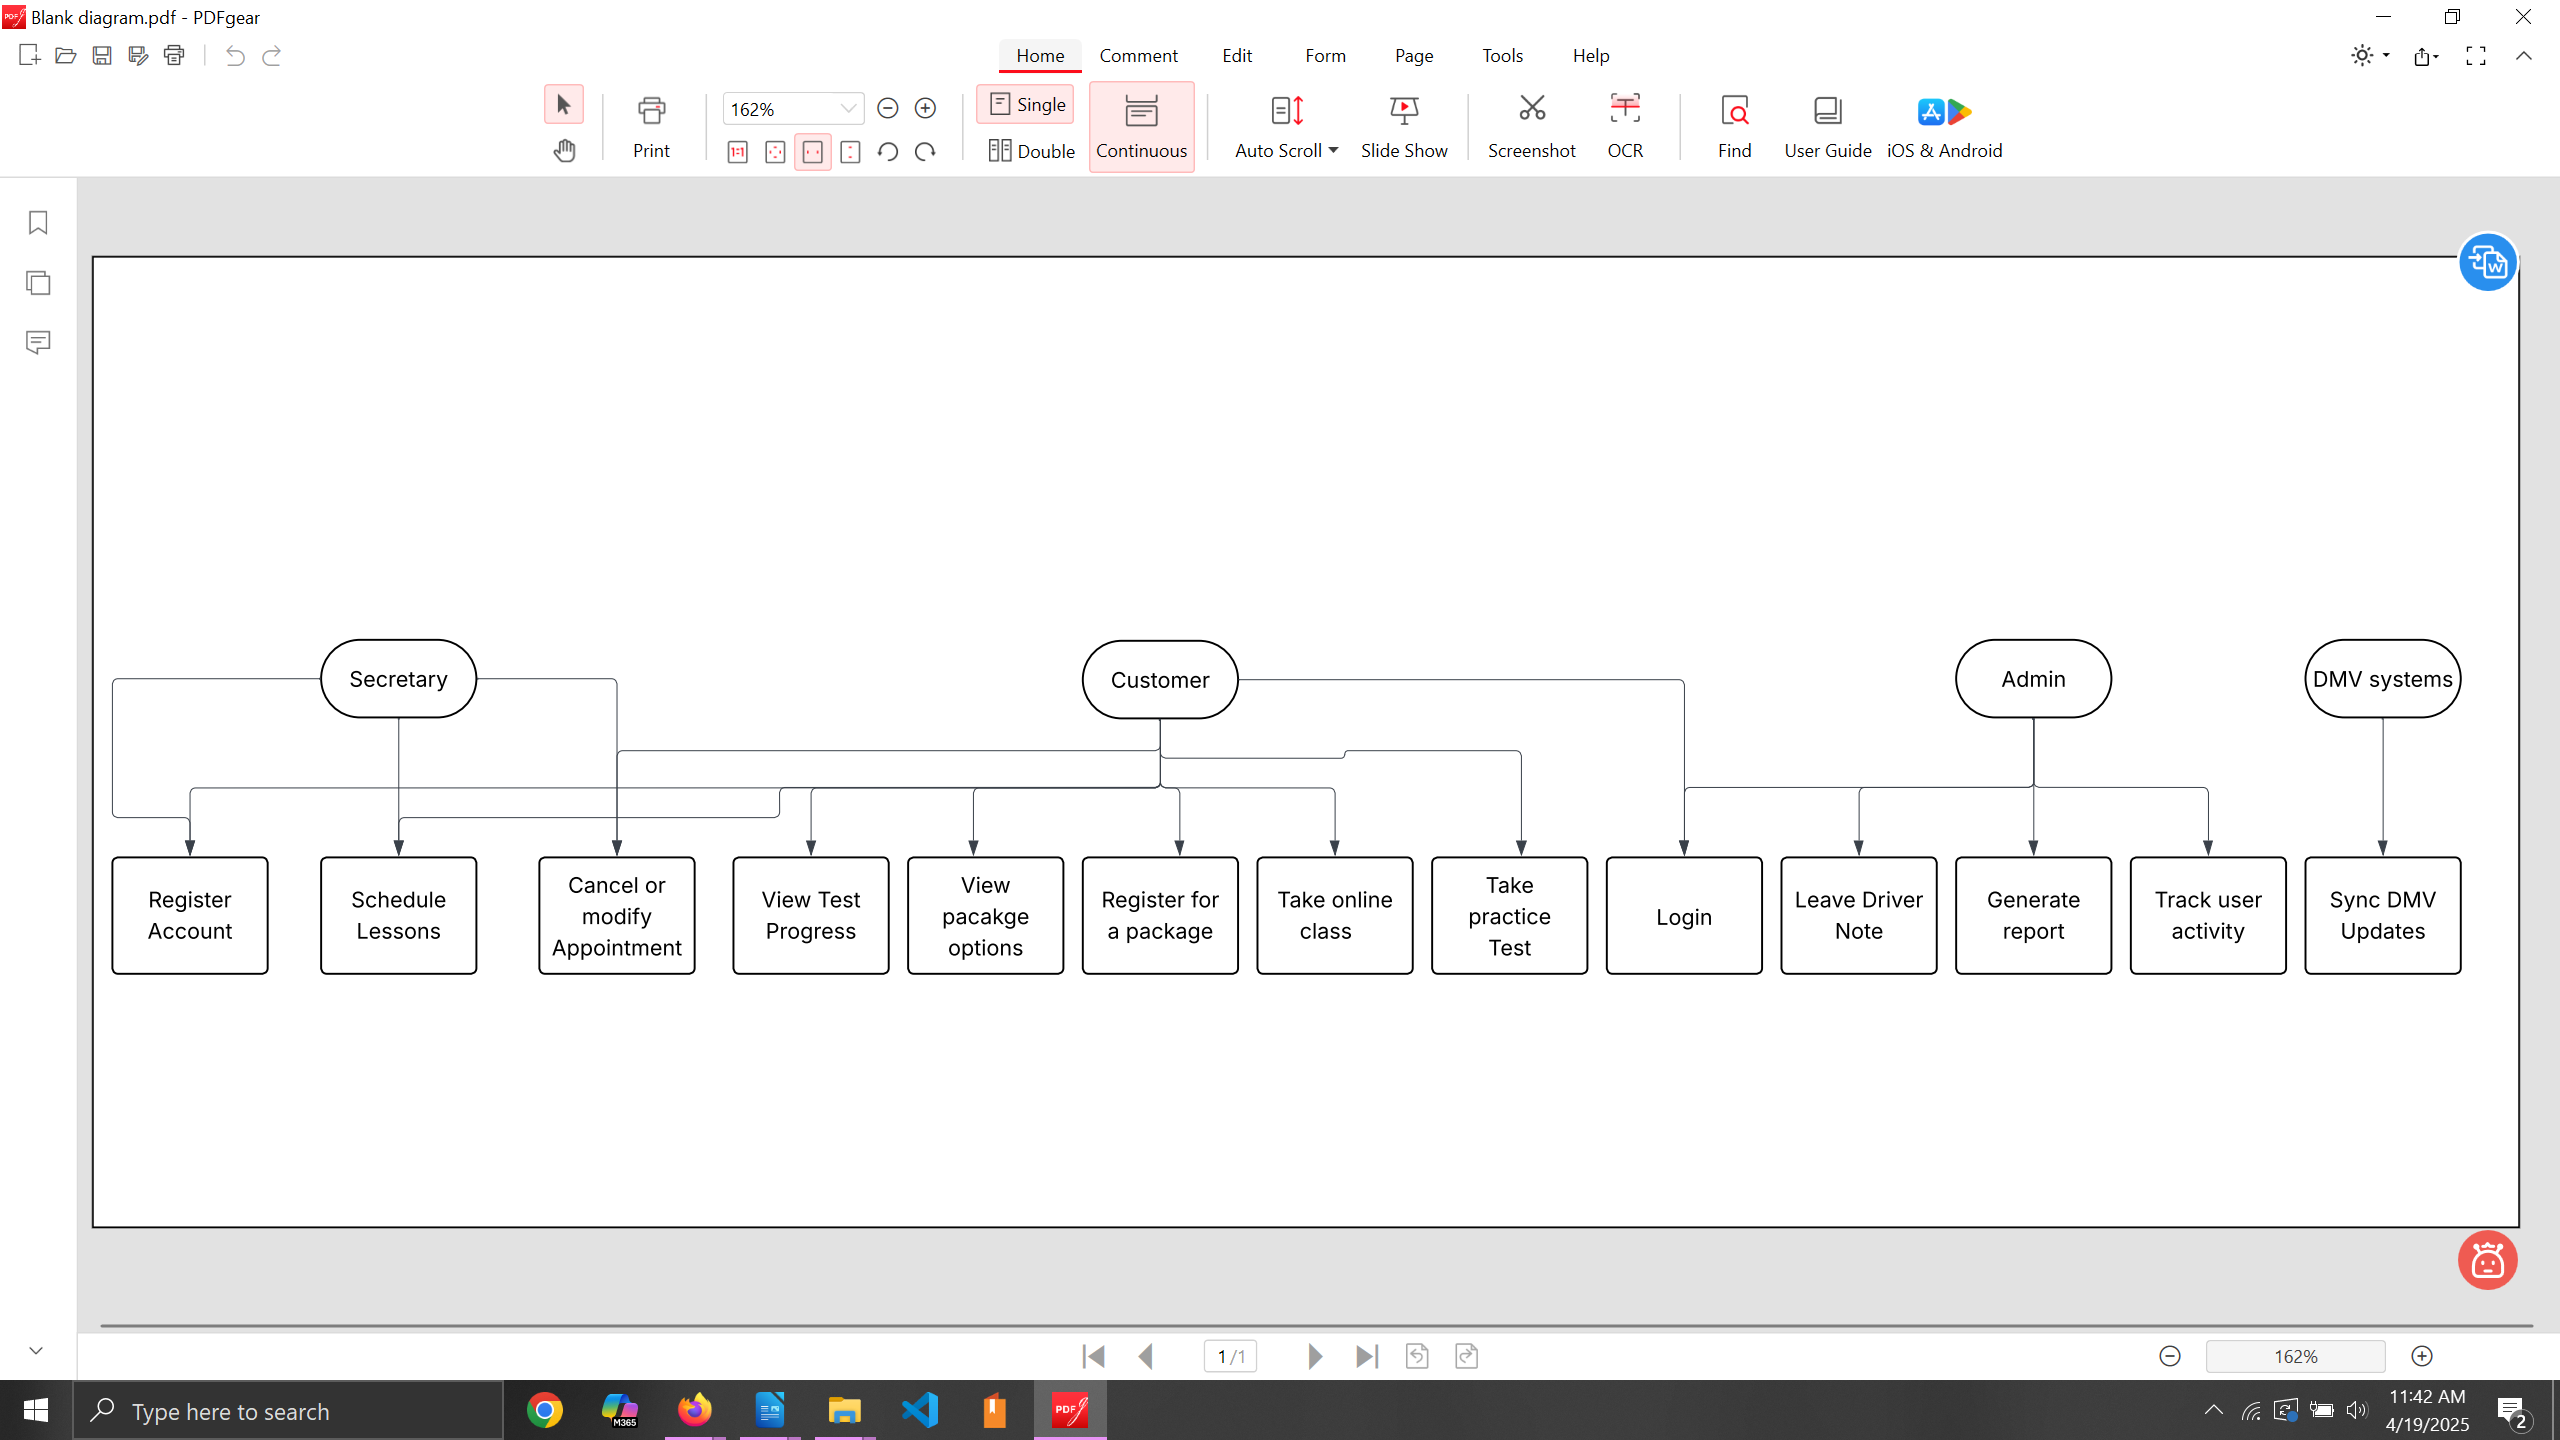 Blank diagram.pdf - PDFgear
Home Comment Edit Form Page Tools Help
162%
Single
Double
Continuous
Print
Auto Scroll
Slide Show
Screenshot
OCR
Find
User Guide
iOS & Android
Secretary
Customer
Admin
DMV systems
Register
Account
Schedule
Lessons
Cancel or
modify
Appointment
View Test
Progress
View
pacakge
options
Register for
a package
Take online
class
Take
practice
Test
Login
Leave Driver
Note
Generate
report
Track user
activity
Sync DMV
Updates
1 /1
162%
Type here to search
M365
PDF
11:42 AM
4/19/2025
2